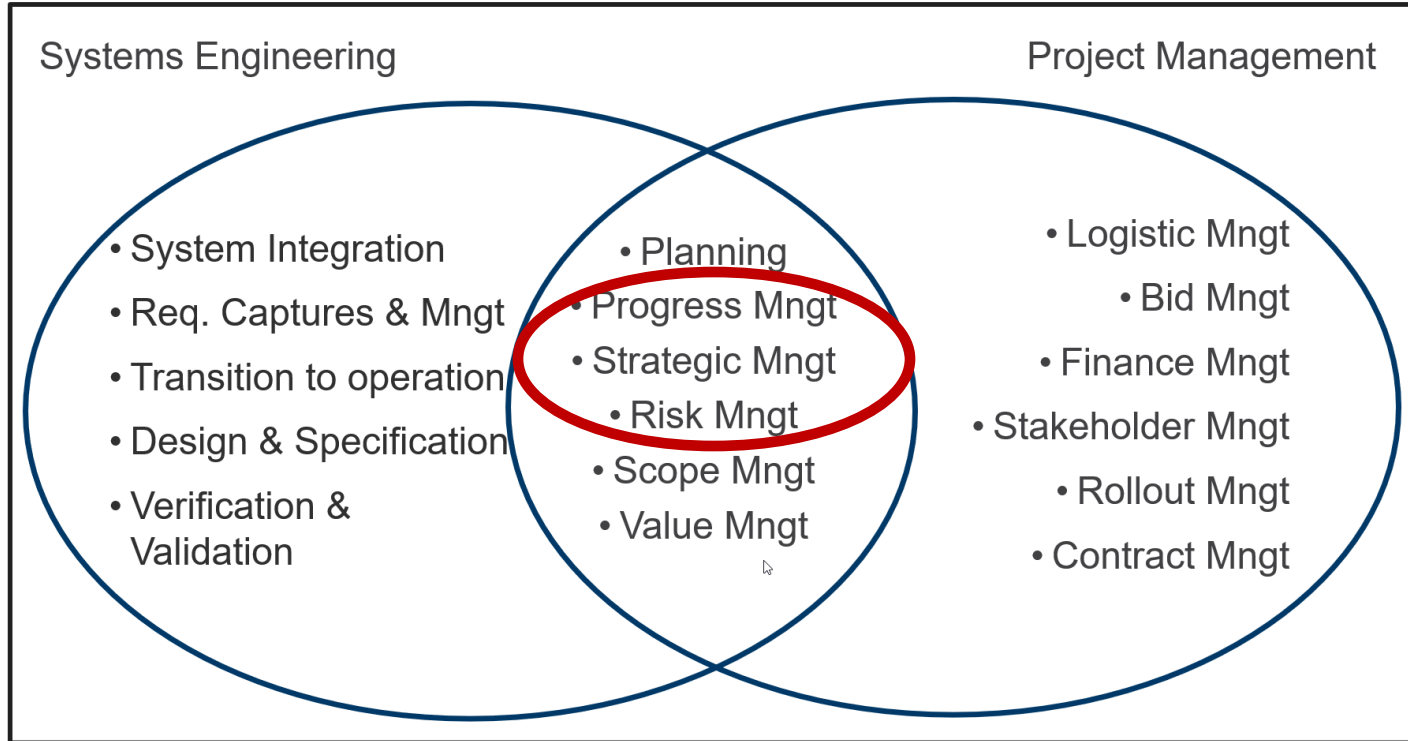 Systems Engineering
Project Management
• System Integration
• Req. Captures & Mngt
• Transition to operation
• Design & Specification
• Verification &
Validation
• Planning
• Progress Mngt
• Strategic Mngt
• Risk Mngt
• Scope Mngt
• Value Mngt
• Logistic Mngt
• Bid Mngt
• Finance Mngt
• Stakeholder Mngt
• Rollout Mngt
• Contract Mngt